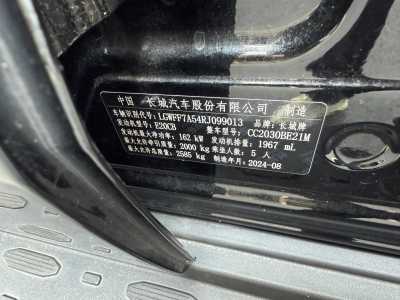 中国 长城汽车股份有限公司 制造
车辆识别代号: LGWFF7A54RJ099013 品牌: 长城牌
发动机型号: E20CB 整车型号: CC2030BE21M
发动机最大净功率: 162 kW 发动机排量: 1967 mL
最大允许牵引质量: 2000 kg 乘坐人数: 5 人
最大允许总质量: 2585 kg 制造年月: 2024-08